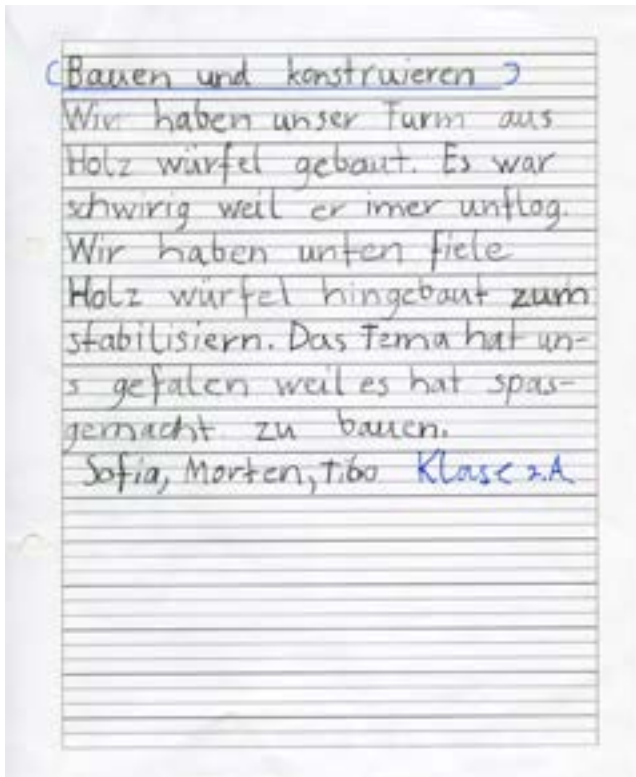 (Bauen und konstruieren)
Wir haben unser Turm aus
Holz würfel gebaut. Es war
schwirig weil er imer umflog.
Wir haben unten fiele
Holz würfel hingebaut zum
stabilisiern. Das Tema hat un-
s gefalen weil es hat spas-
gemacht zu bauen.
Sofia, Morten, Tibo Klase 2.A